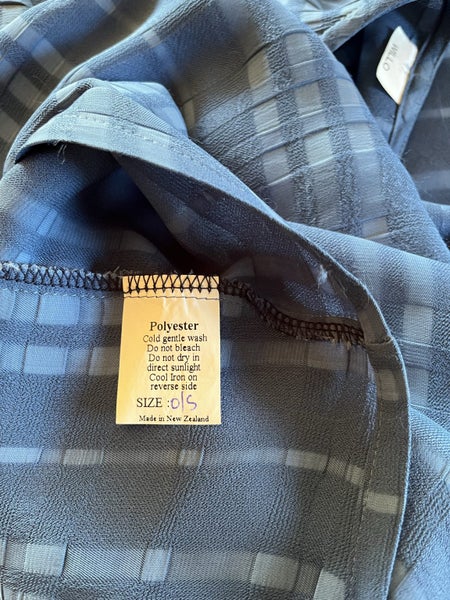 Polyester
Cold gentle wash
Do not bleach
Do not dry in
direct sunlight
Cool Iron on
reverse side
SIZE :O/S
Made in New Zealand